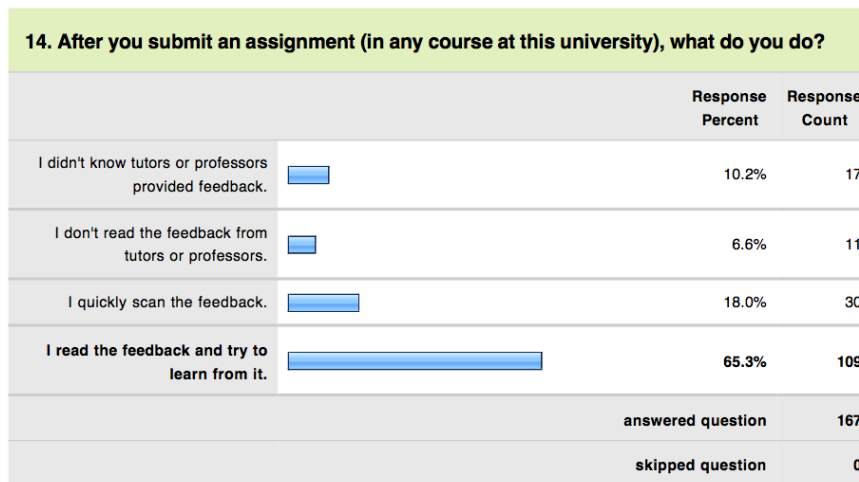 14. After you submit an assignment (in any course at this university), what do you do?
Response Response
Percent Count
I didn't know tutors or professors
provided feedback.
10.2% 17
I don't read the feedback from
tutors or professors.
6.6% 11
I quickly scan the feedback. 18.0% 30
I read the feedback and try to
learn from it.
65.3% 109
answered question 167
skipped question 0